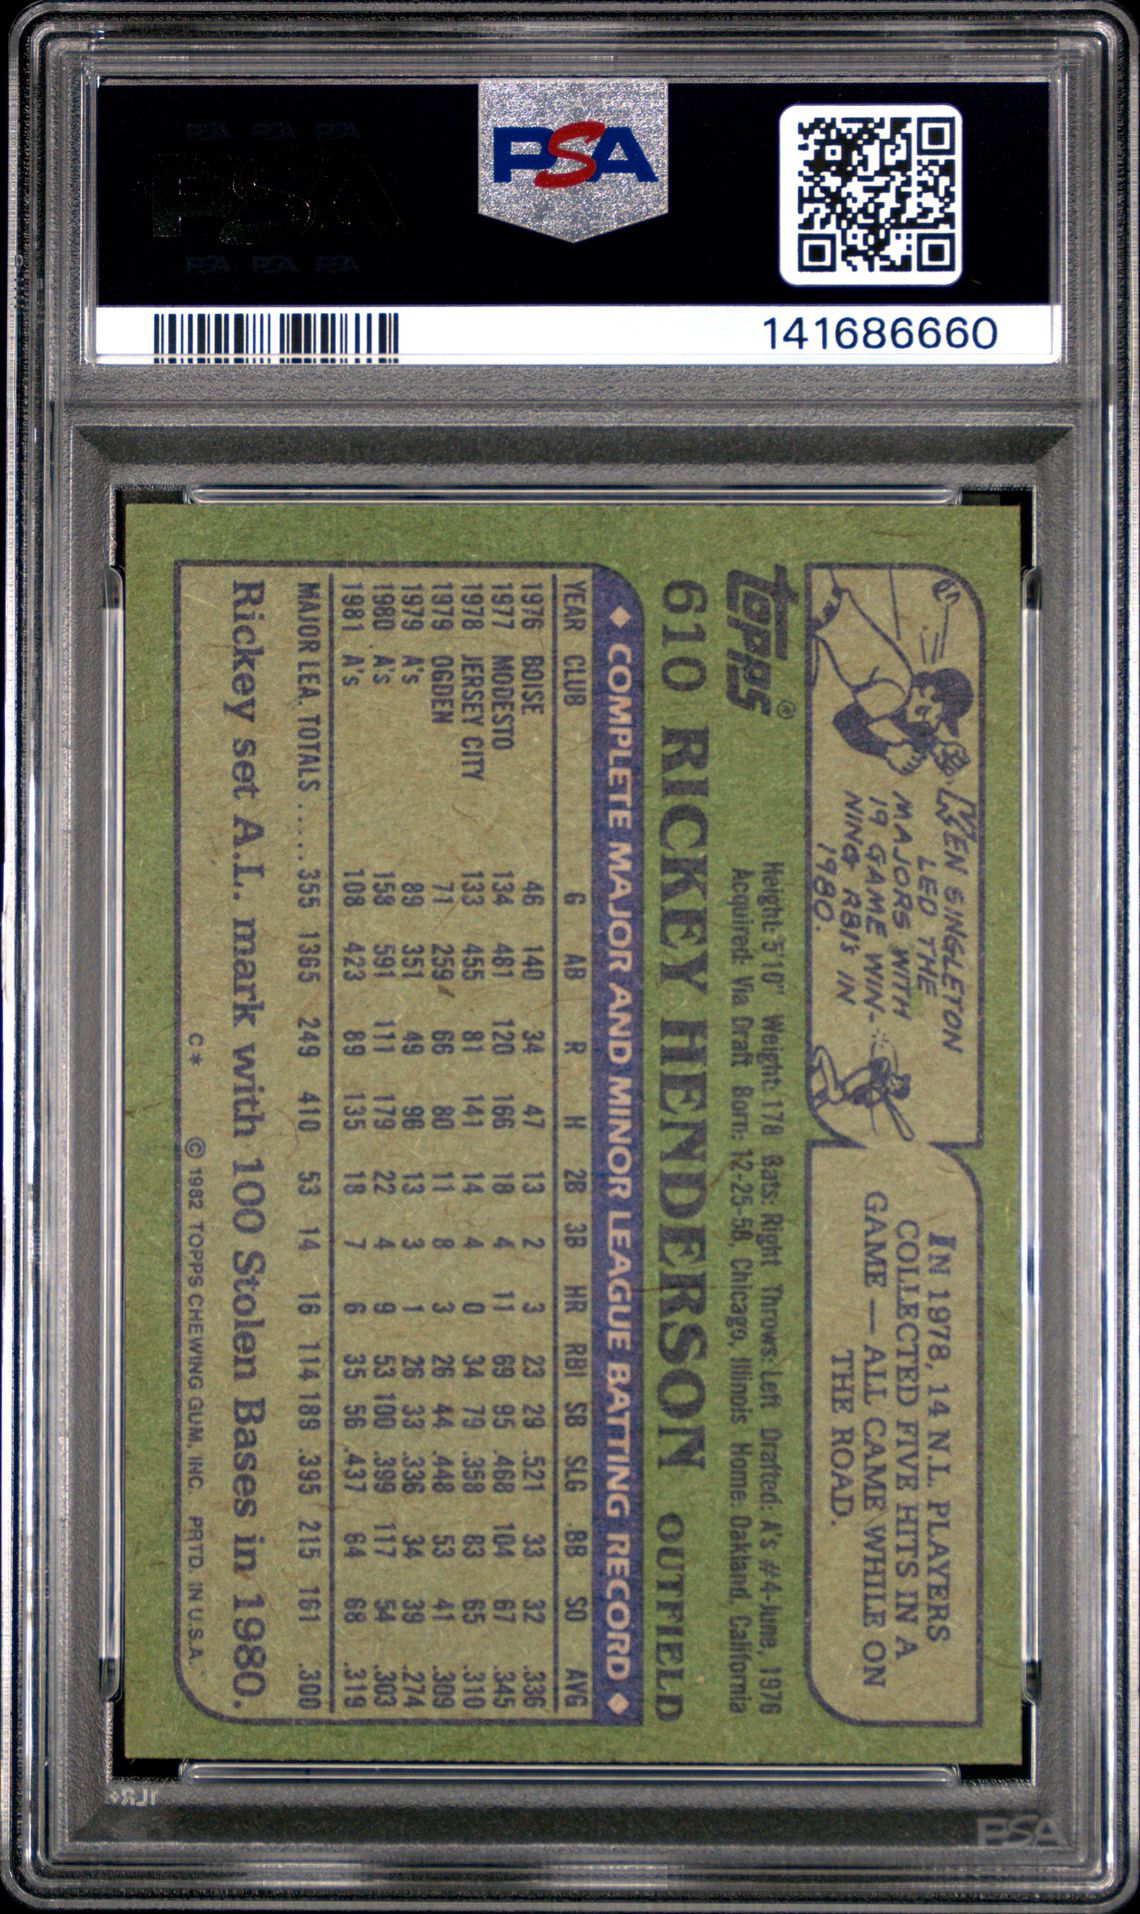 PSA PSA PSA
PSA
PSA PSA PSA
PSA
141686660
KEN SINGLETON
LED THE
MAJORS WITH
19 GAME WIN-
NING RBI's IN
1980.
IN 1978, 14 N.L. PLAYERS
COLLECTED FIVE HITS IN A
GAME — ALL CAME WHILE ON
THE ROAD.
topps®
Height: 5'10" Weight: 178 Bats: Right Throws: Left Drafted: A's #4-June, 1976
Acquired: Via Draft Born: 12-25-58, Chicago, Illinois Home: Oakland, California
610 RICKEY HENDERSON OUTFIELD
◆ COMPLETE MAJOR AND MINOR LEAGUE BATTING RECORD ◆
YEAR CLUB G AB R H 2B 3B HR RBI SB SLG BB SO AVG
1976 BOISE 46 140 34 47 13 2 3 23 29 .521 33 32 .336
1977 MODESTO 134 481 120 166 18 4 11 69 95 .468 104 67 .345
1978 JERSEY CITY 133 455 81 141 14 4 0 34 79 .358 83 65 .310
1979 OGDEN 71 259 66 80 11 8 3 26 44 .448 53 41 .309
1979 A's 89 351 49 96 13 3 1 26 33 .336 34 39 .274
1980 A's 158 591 111 179 22 4 9 53 100 .399 117 54 .303
1981 A's 108 423 89 135 18 7 6 35 56 .437 64 68 .319
MAJOR LEA. TOTALS ..... 355 1365 249 410 53 14 16 114 189 .395 215 161 .300
Rickey set A.L. mark with 100 Stolen Bases in 1980.
C* © 1982 TOPPS CHEWING GUM, INC. PRTD. IN U.S.A.
PSA